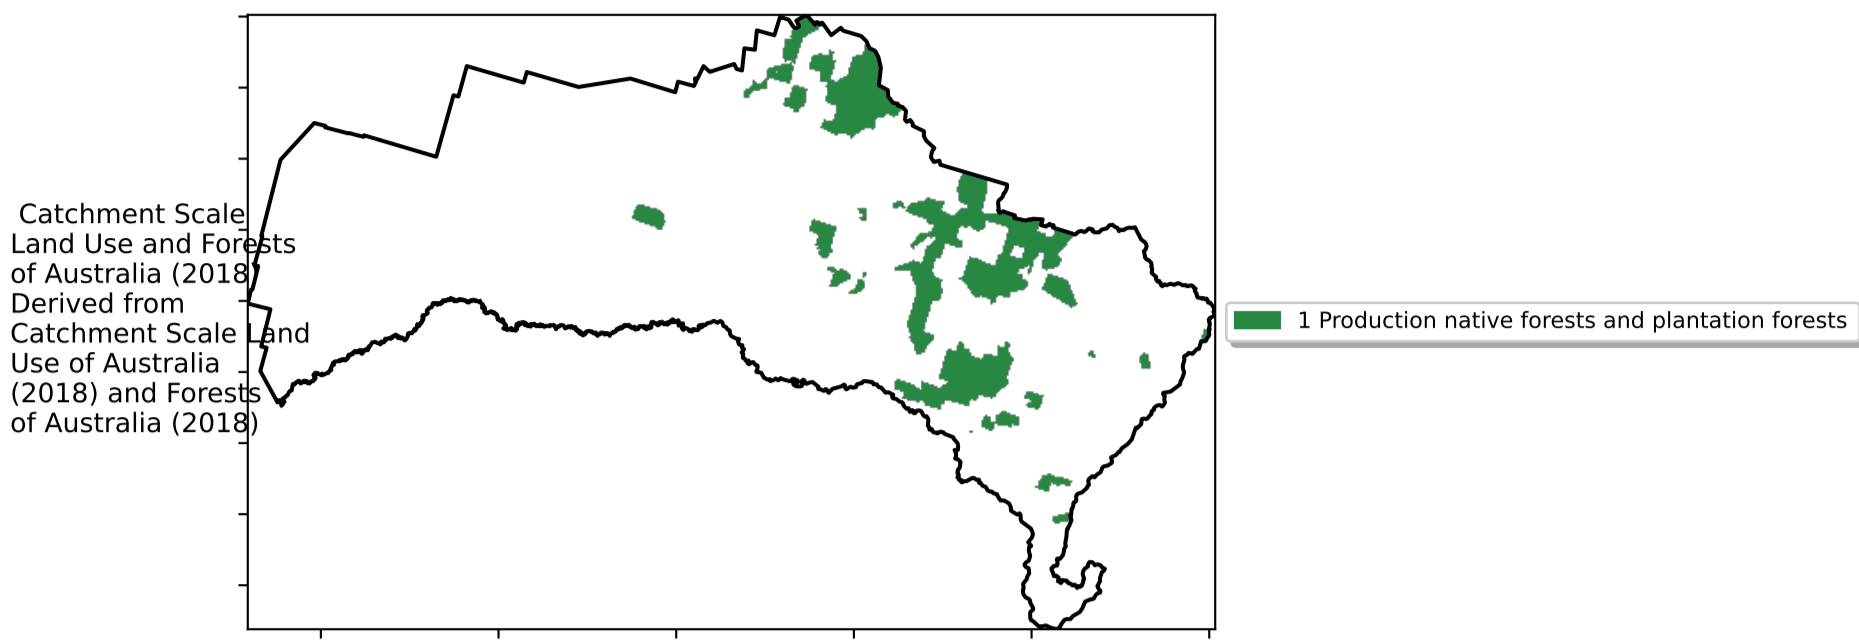 Catchment Scale
Land Use and Forests
of Australia (2018)
Derived from
Catchment Scale Land
Use of Australia
(2018) and Forests
of Australia (2018)
1 Production native forests and plantation forests